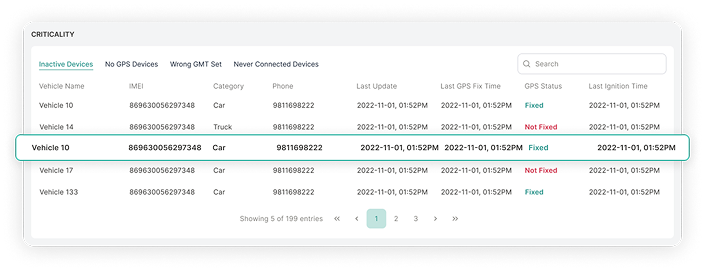 CRITICALITY
Inactive Devices No GPS Devices Wrong GMT Set Never Connected Devices Search
Vehicle Name IMEI Category Phone Last Update Last GPS Fix Time GPS Status Last Ignition Time
Vehicle 10 869630056297348 Car 9811698222 2022-11-01, 01:52PM 2022-11-01, 01:52PM Fixed 2022-11-01, 01:52PM
Vehicle 14 869630056297348 Truck 9811698222 2022-11-01, 01:52PM 2022-11-01, 01:52PM Not Fixed 2022-11-01, 01:52PM
Vehicle 10 869630056297348 Car 9811698222 2022-11-01, 01:52PM 2022-11-01, 01:52PM Fixed 2022-11-01, 01:52PM
Vehicle 17 869630056297348 Car 9811698222 2022-11-01, 01:52PM 2022-11-01, 01:52PM Not Fixed 2022-11-01, 01:52PM
Vehicle 133 869630056297348 Car 9811698222 2022-11-01, 01:52PM 2022-11-01, 01:52PM Fixed 2022-11-01, 01:52PM
Showing 5 of 199 entries « ‹ 1 2 3 › »